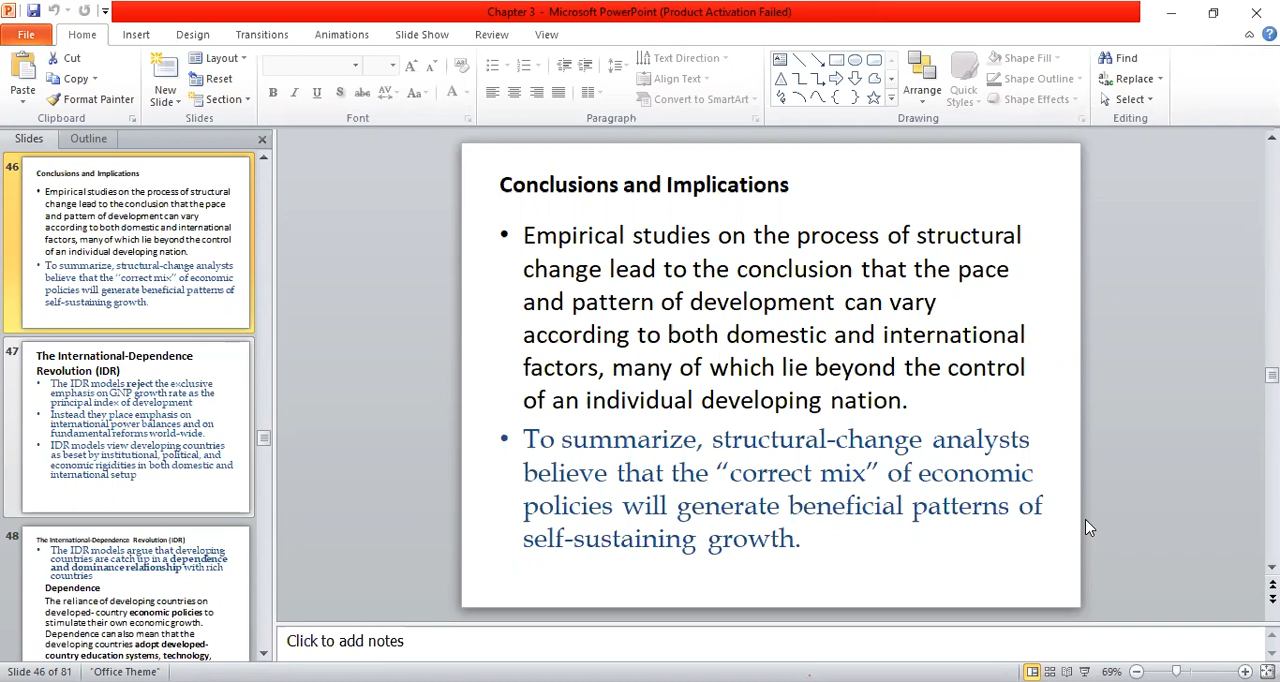 Chapter 3 - Microsoft PowerPoint (Product Activation Failed)
File Home Insert Design Transitions Animations Slide Show Review View
Paste
Cut
Copy
Format Painter
Clipboard
New
Slide
Layout
Reset
Section
Slides
Font
Text Direction
Align Text
Convert to SmartArt
Paragraph
Arrange
Quick
Styles
Shape Fill
Shape Outline
Shape Effects
Drawing
Find
Replace
Select
Editing
Slides Outline
46
Conclusions and Implications
• Empirical studies on the process of structural
change lead to the conclusion that the pace
and pattern of development can vary
according to both domestic and international
factors, many of which lie beyond the control
of an individual developing nation.
• To summarize, structural-change analysts
believe that the “correct mix” of economic
policies will generate beneficial patterns of
self-sustaining growth.
47
The International-Dependence
Revolution (IDR)
• The IDR models reject the exclusive
emphasis on GNP growth rate as the
principal index of development
• Instead they place emphasis on
international power balances and on
fundamental reforms world-wide.
• IDR models view developing countries
as beset by institutional, political, and
economic rigidities in both domestic and
international setup
48
The International-Dependence Revolution (IDR)
• The IDR models argue that developing
countries are catch up in a dependence
and dominance relationship with rich
countries
Dependence
The reliance of developing countries on
developed- country economic policies to
stimulate their own economic growth.
Dependence can also mean that the
developing countries adopt developed-
country education systems, technology,
Conclusions and Implications
• Empirical studies on the process of structural
change lead to the conclusion that the pace
and pattern of development can vary
according to both domestic and international
factors, many of which lie beyond the control
of an individual developing nation.
• To summarize, structural-change analysts
believe that the “correct mix” of economic
policies will generate beneficial patterns of
self-sustaining growth.
Click to add notes
Slide 46 of 81 "Office Theme" 69%